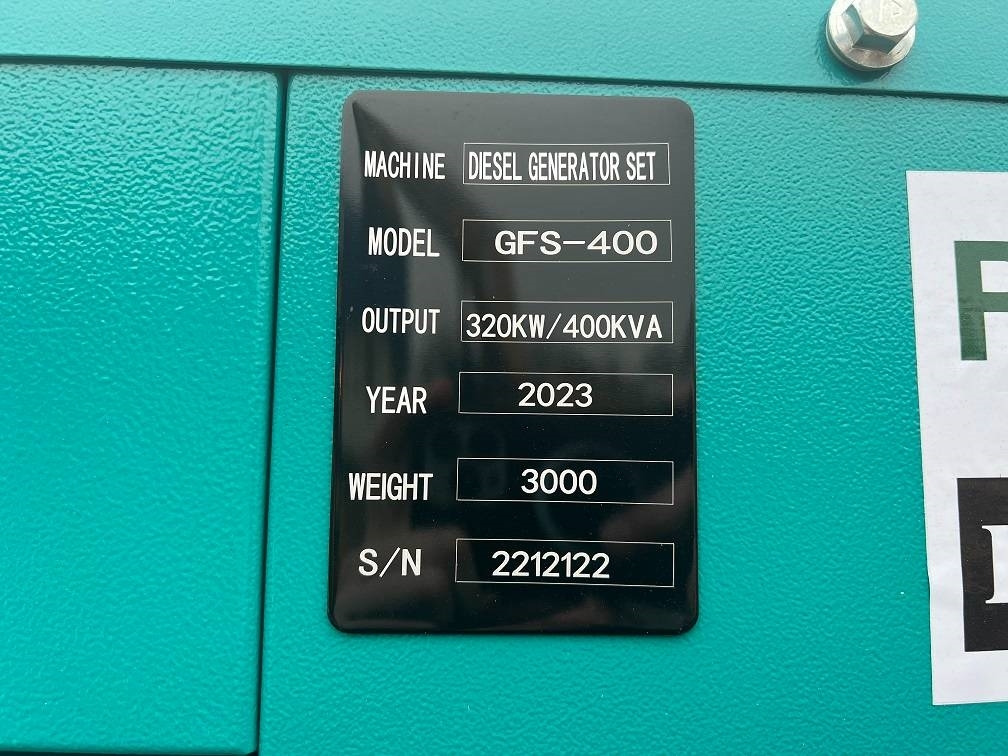 MACHINE DIESEL GENERATOR SET
MODEL GFS-400
OUTPUT 320KW/400KVA
YEAR 2023
WEIGHT 3000
S/N 2212122